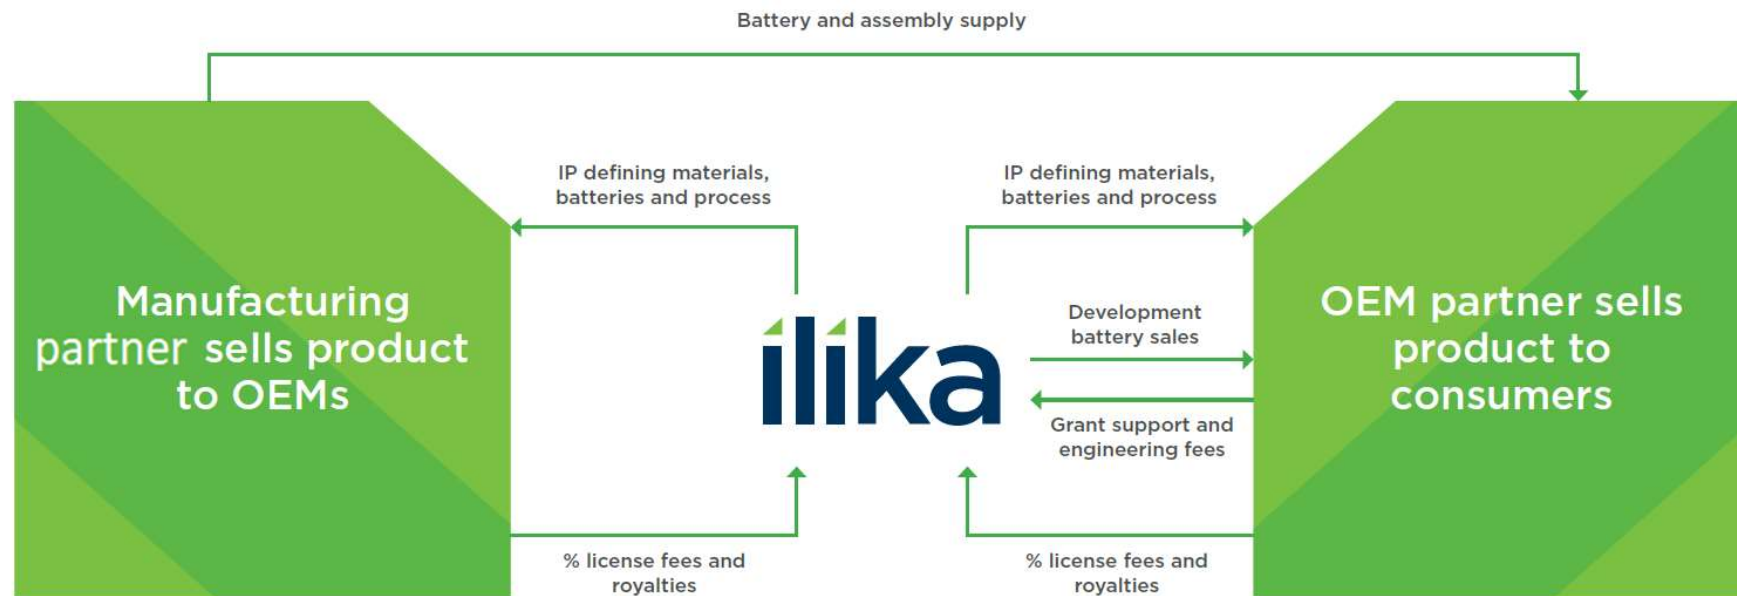 Battery and assembly supply
IP defining materials,
batteries and process
IP defining materials,
batteries and process
Manufacturing
partner sells product
to OEMs
ilika
Development
battery sales
Grant support and
engineering fees
OEM partner sells
product to
consumers
% license fees and
royalties
% license fees and
royalties